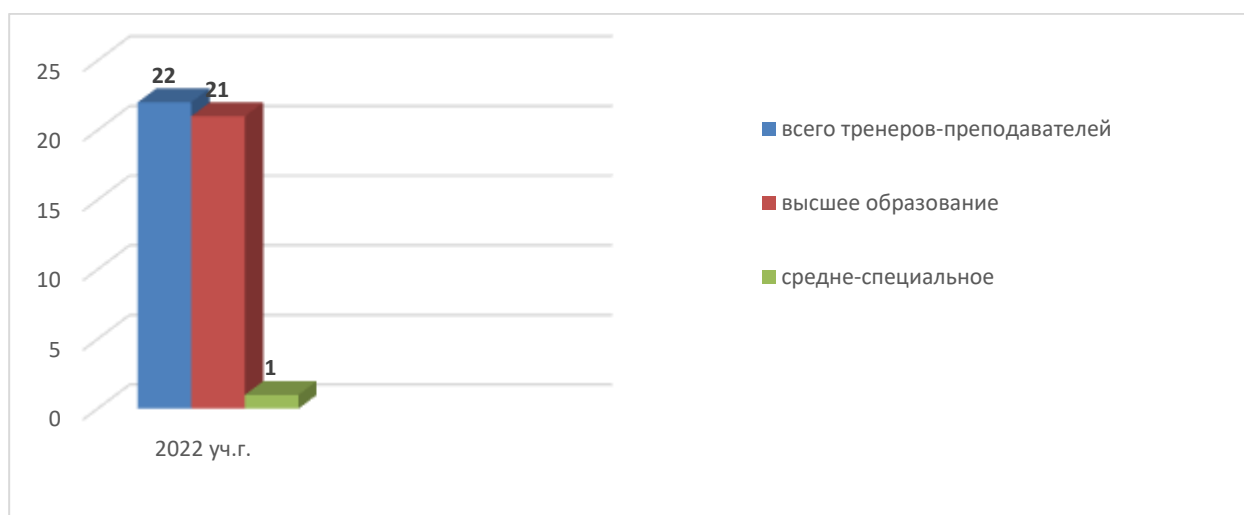 25
20
15
10
5
0
22
21
1
2022 уч.г.
всего тренеров-преподавателей
высшее образование
средне-специальное